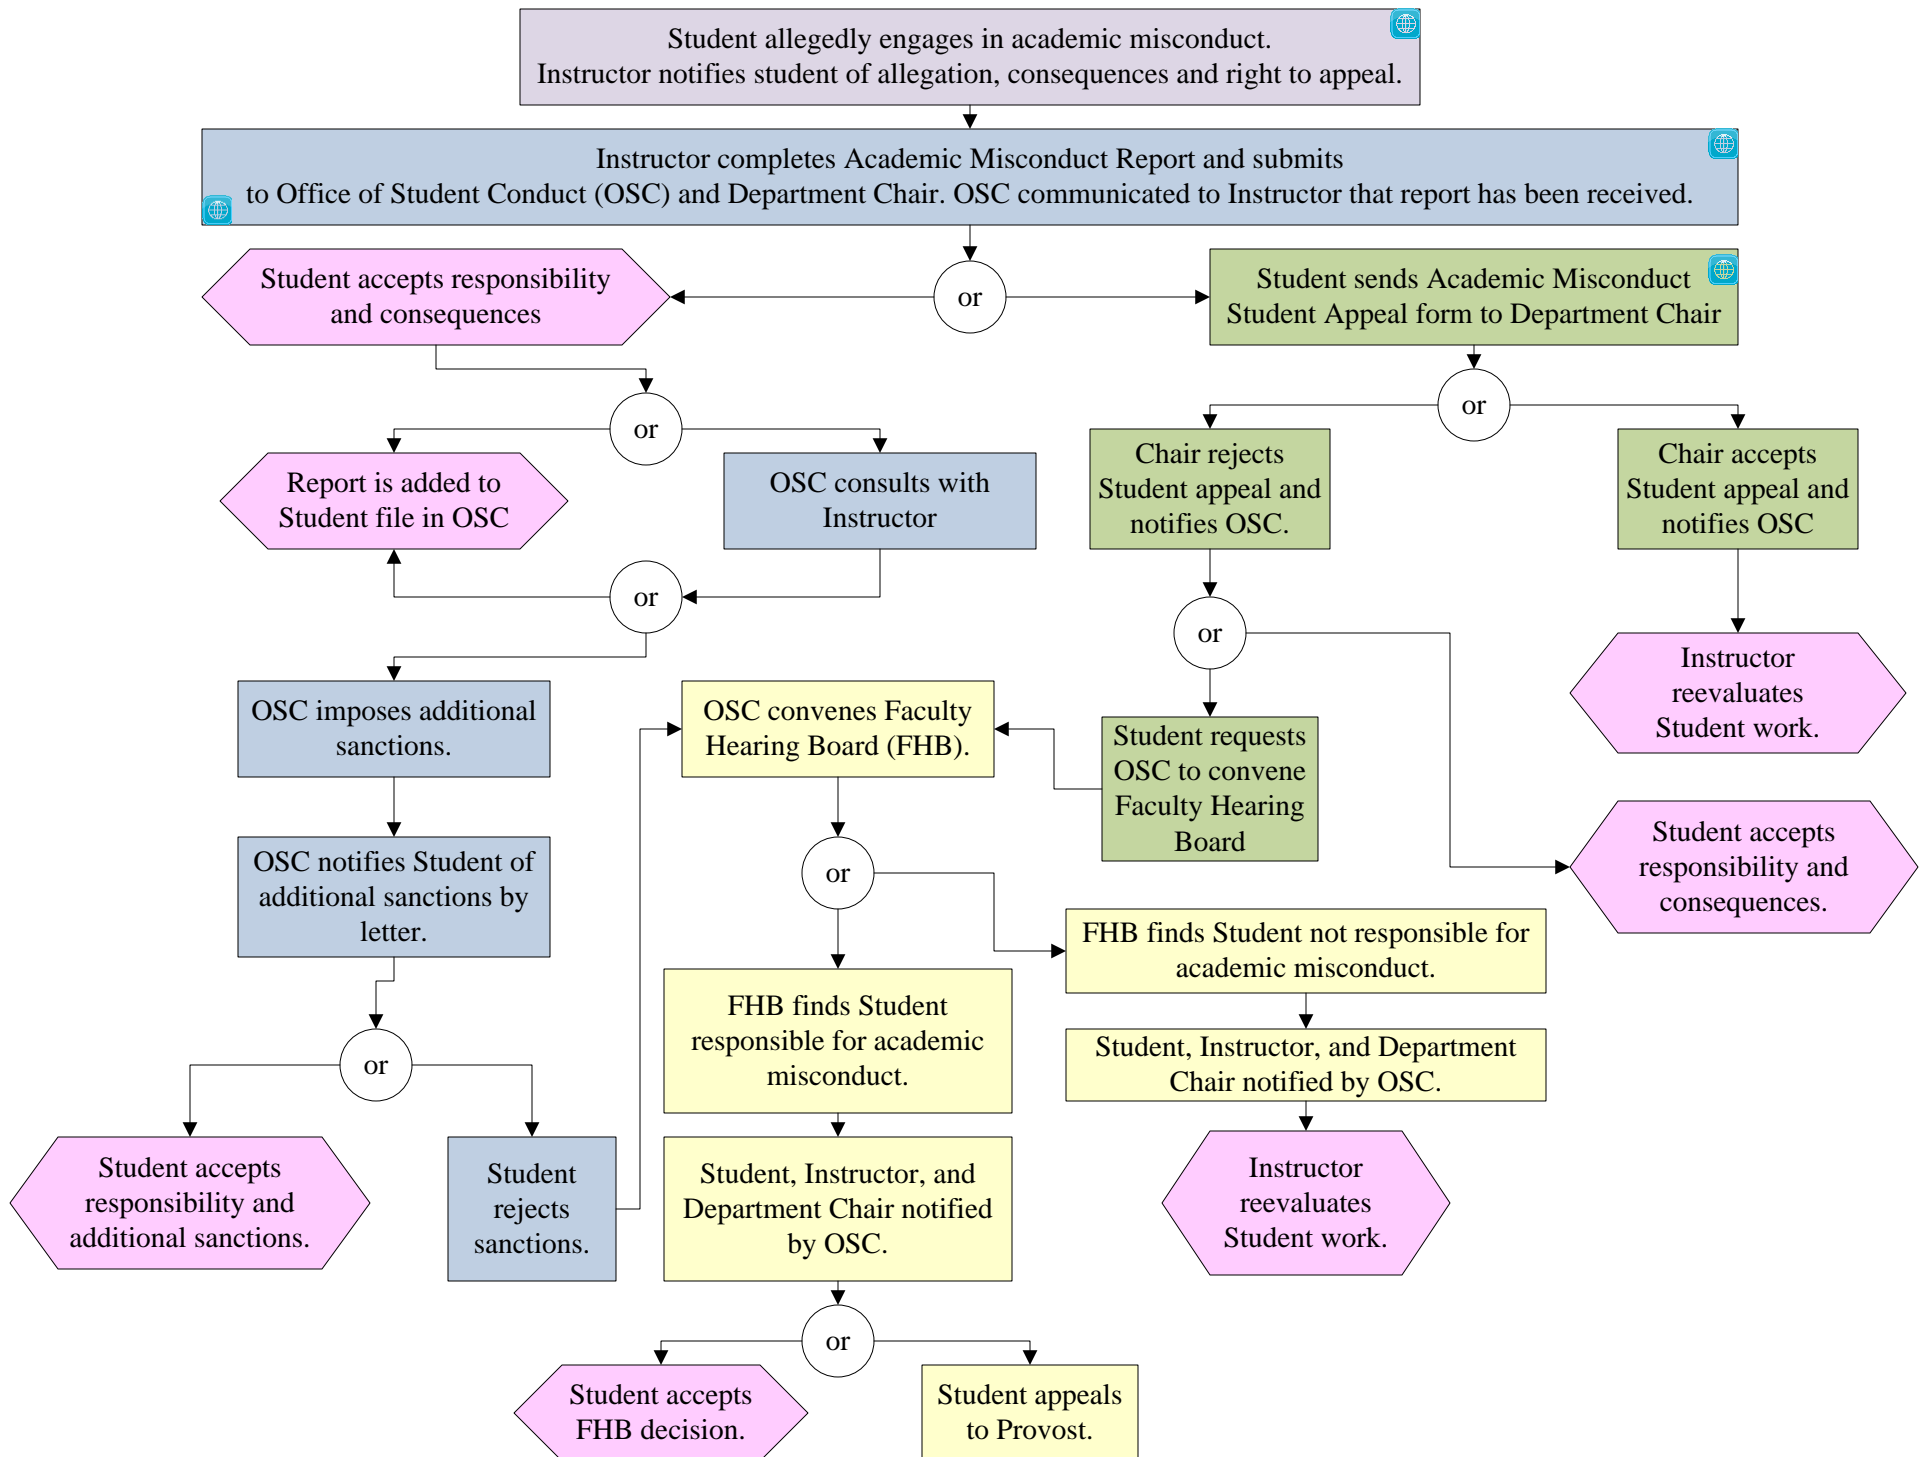 Student allegedly engages in academic misconduct.
Instructor notifies student of allegation, consequences and right to appeal.
Instructor completes Academic Misconduct Report and submits
to Office of Student Conduct (OSC) and Department Chair. OSC communicated to Instructor that report has been received.
Student accepts responsibility
and consequences
or
Student sends Academic Misconduct
Student Appeal form to Department Chair
or
or
Report is added to
Student file in OSC
OSC consults with
Instructor
Chair rejects
Student appeal and
notifies OSC.
Chair accepts
Student appeal and
notifies OSC
or
or
Instructor
reevaluates
Student work.
OSC imposes additional
sanctions.
OSC convenes Faculty
Hearing Board (FHB).
Student requests
OSC to convene
Faculty Hearing
Board
Student accepts
responsibility and
consequences.
OSC notifies Student of
additional sanctions by
letter.
or
FHB finds Student not responsible for
academic misconduct.
FHB finds Student
responsible for academic
misconduct.
or
Student, Instructor, and Department
Chair notified by OSC.
Student accepts
responsibility and
additional sanctions.
Student
rejects
sanctions.
Student, Instructor, and
Department Chair notified
by OSC.
Instructor
reevaluates
Student work.
or
Student accepts
FHB decision.
Student appeals
to Provost.